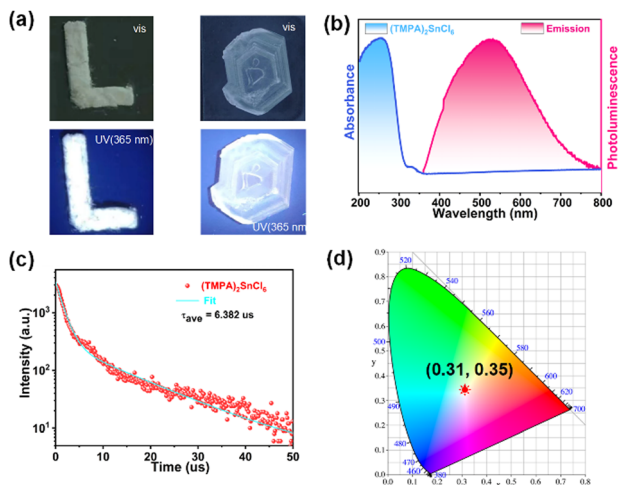 (a)
vis
vis
UV(365 nm)
UV(365 nm)
(b)
(TMPA)₂SnCl₆
Emission
Absorbance
Photoluminescence
200 300 400 500 600 700 800
Wavelength (nm)
(c)
(TMPA)₂SnCl₆
Fit
τave = 6.382 us
Intensity (a.u.)
10³
10²
10¹
0 10 20 30 40 50
Time (us)
(d)
0.9
0.8
0.7
0.6
0.5
0.4
0.3
0.2
0.1
0.0
y
520
540
560
500
580
(0.31, 0.35)
600
620
700
490
480
470
460
380
0.0 0.1 0.2 0.3 0.4 0.5 0.6 0.7 0.8